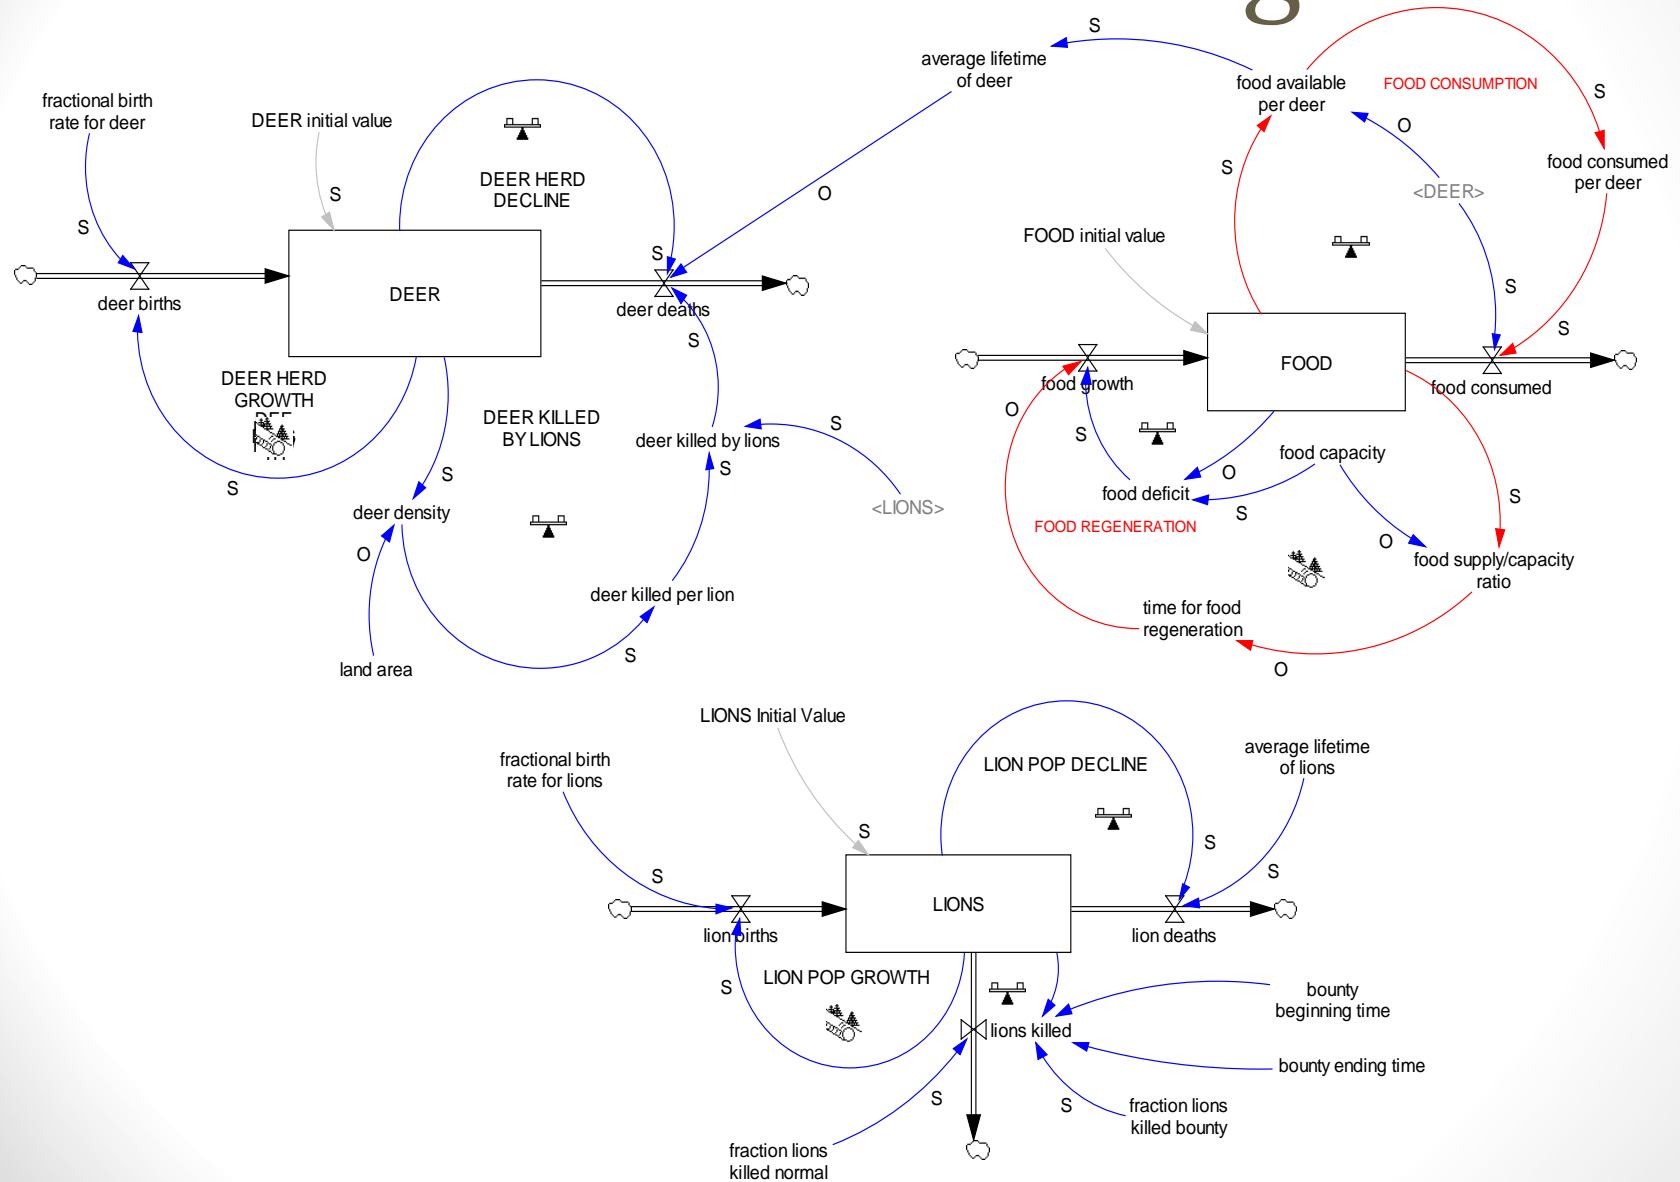 g
average lifetime
of deer
S
food available
per deer
FOOD CONSUMPTION
S
O
food consumed
per deer
<DEER>
S
S
S
fractional birth
rate for deer
DEER initial value
S
S
DEER HERD
DECLINE
O
S
DEER
deer births
deer deaths
S
FOOD initial value
FOOD
food growth
food consumed
DEER HERD
GROWTH
S
DEER KILLED
BY LIONS
deer killed by lions
S
S
<LIONS>
S
deer density
O
land area
deer killed per lion
S
O
S
food deficit
O
food capacity
S
FOOD REGENERATION
O
S
food supply/capacity
ratio
time for food
regeneration
O
LIONS Initial Value
S
fractional birth
rate for lions
S
LION POP DECLINE
average lifetime
of lions
S
S
LIONS
lion births
lion deaths
S
LION POP GROWTH
lions killed
bounty
beginning time
bounty ending time
S
S
fraction lions
killed bounty
fraction lions
killed normal